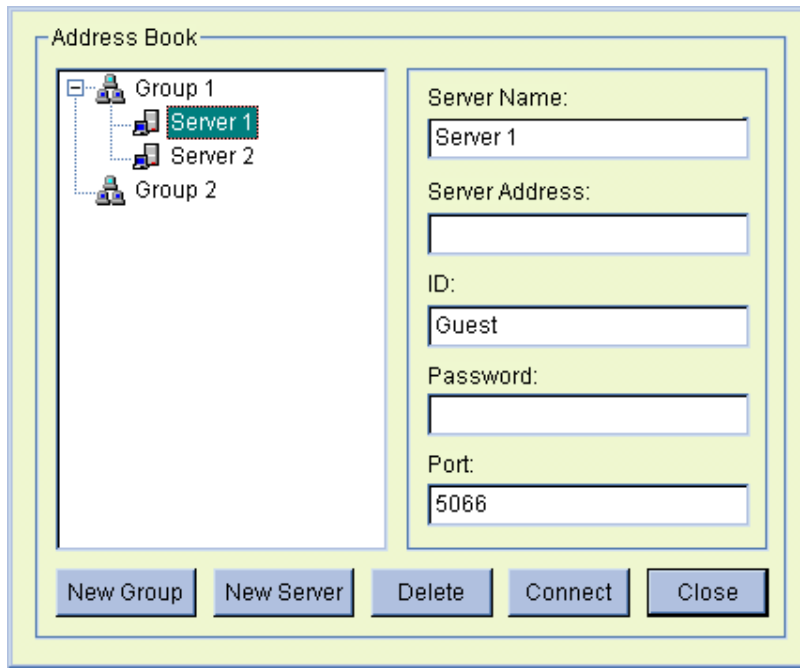 Address Book
Group 1
Server 1
Server 2
Group 2
Server Name:
Server 1
Server Address:
ID:
Guest
Password:
Port:
5066
New Group New Server Delete Connect Close